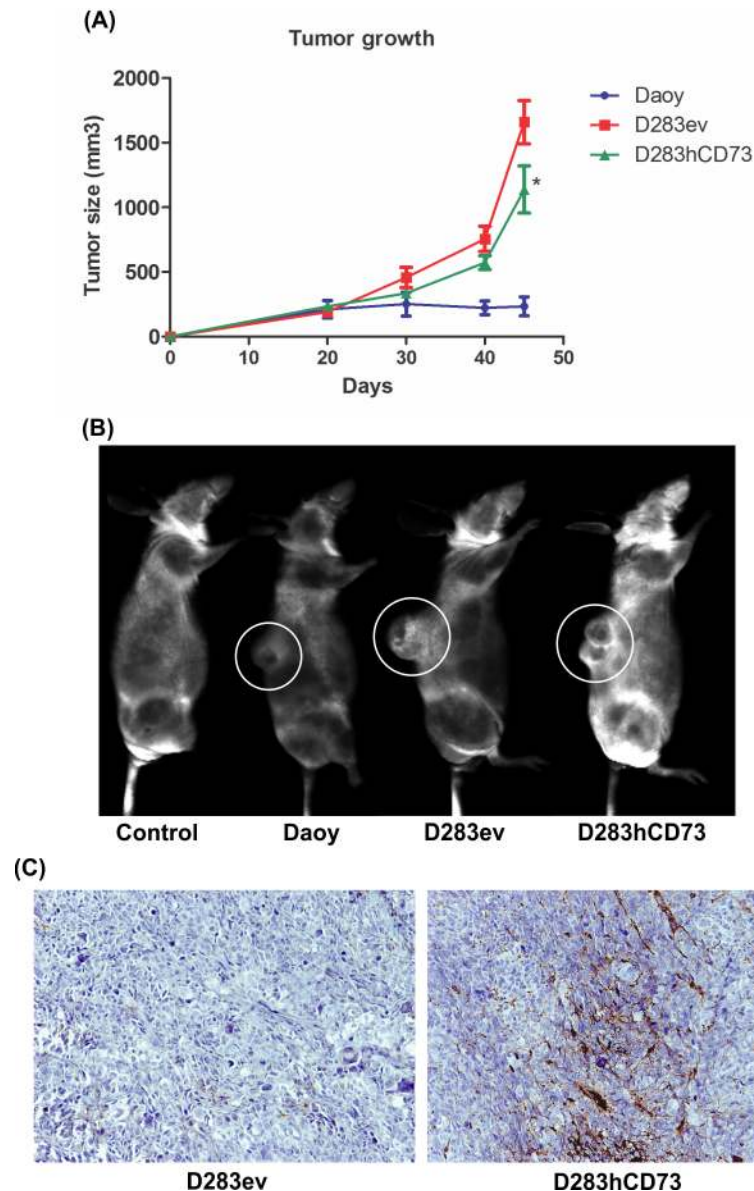 (A)
Tumor growth
Tumor size (mm3)
2000
1500
1000
500
0
0 10 20 30 40 50
Days
Daoy
D283ev
D283hCD73
*
(B)
Control Daoy D283ev D283hCD73
(C)
D283ev D283hCD73